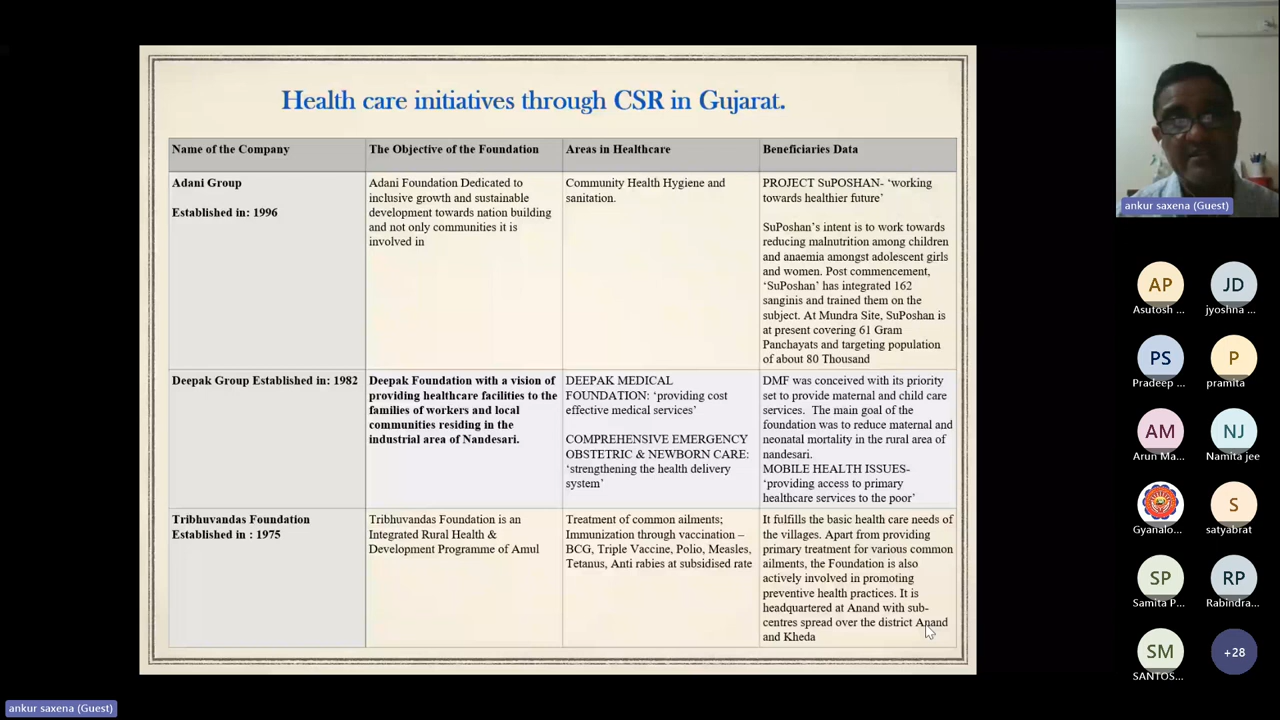 Health care initiatives through CSR in Gujarat.
Name of the Company
The Objective of the Foundation
Areas in Healthcare
Beneficiaries Data
Adani Group
Established in: 1996
Adani Foundation Dedicated to
inclusive growth and sustainable
development towards nation building
and not only communities it is
involved in
Community Health Hygiene and
sanitation.
PROJECT SuPOSHAN- ‘working
towards healthier future’
SuPoshan’s intent is to work towards
reducing malnutrition among children
and anaemia amongst adolescent girls
and women. Post commencement,
‘SuPoshan’ has integrated 162
sanginis and trained them on the
subject. At Mundra Site, SuPoshan is
at present covering 61 Gram
Panchayats and targeting population
of about 80 Thousand
Deepak Group Established in: 1982
Deepak Foundation with a vision of
providing healthcare facilities to the
families of workers and local
communities residing in the
industrial area of Nandesari.
DEEPAK MEDICAL
FOUNDATION: ‘providing cost
effective medical services’
COMPREHENSIVE EMERGENCY
OBSTETRIC & NEWBORN CARE:
‘strengthening the health delivery
system’
DMF was conceived with its priority
set to provide maternal and child care
services. The main goal of the
foundation was to reduce maternal and
neonatal mortality in the rural area of
nandesari.
MOBILE HEALTH ISSUES-
‘providing access to primary
healthcare services to the poor’
Tribhuvandas Foundation
Established in : 1975
Tribhuvandas Foundation is an
Integrated Rural Health &
Development Programme of Amul
Treatment of common ailments;
Immunization through vaccination –
BCG, Triple Vaccine, Polio, Measles,
Tetanus, Anti rabies at subsidised rate
It fulfills the basic health care needs of
the villages. Apart from providing
primary treatment for various common
ailments, the Foundation is also
actively involved in promoting
preventive health practices. It is
headquartered at Anand with sub-
centres spread over the district Anand
and Kheda
ankur saxena (Guest)
AP
Asutosh ...
JD
jyoshna ...
PS
Pradeep ...
P
pramita
AM
Arun Ma...
NJ
Namita jee
Gyanalo...
S
satyabrat
SP
Samita P...
RP
Rabindra...
SM
SANTOS...
+28
ankur saxena (Guest)